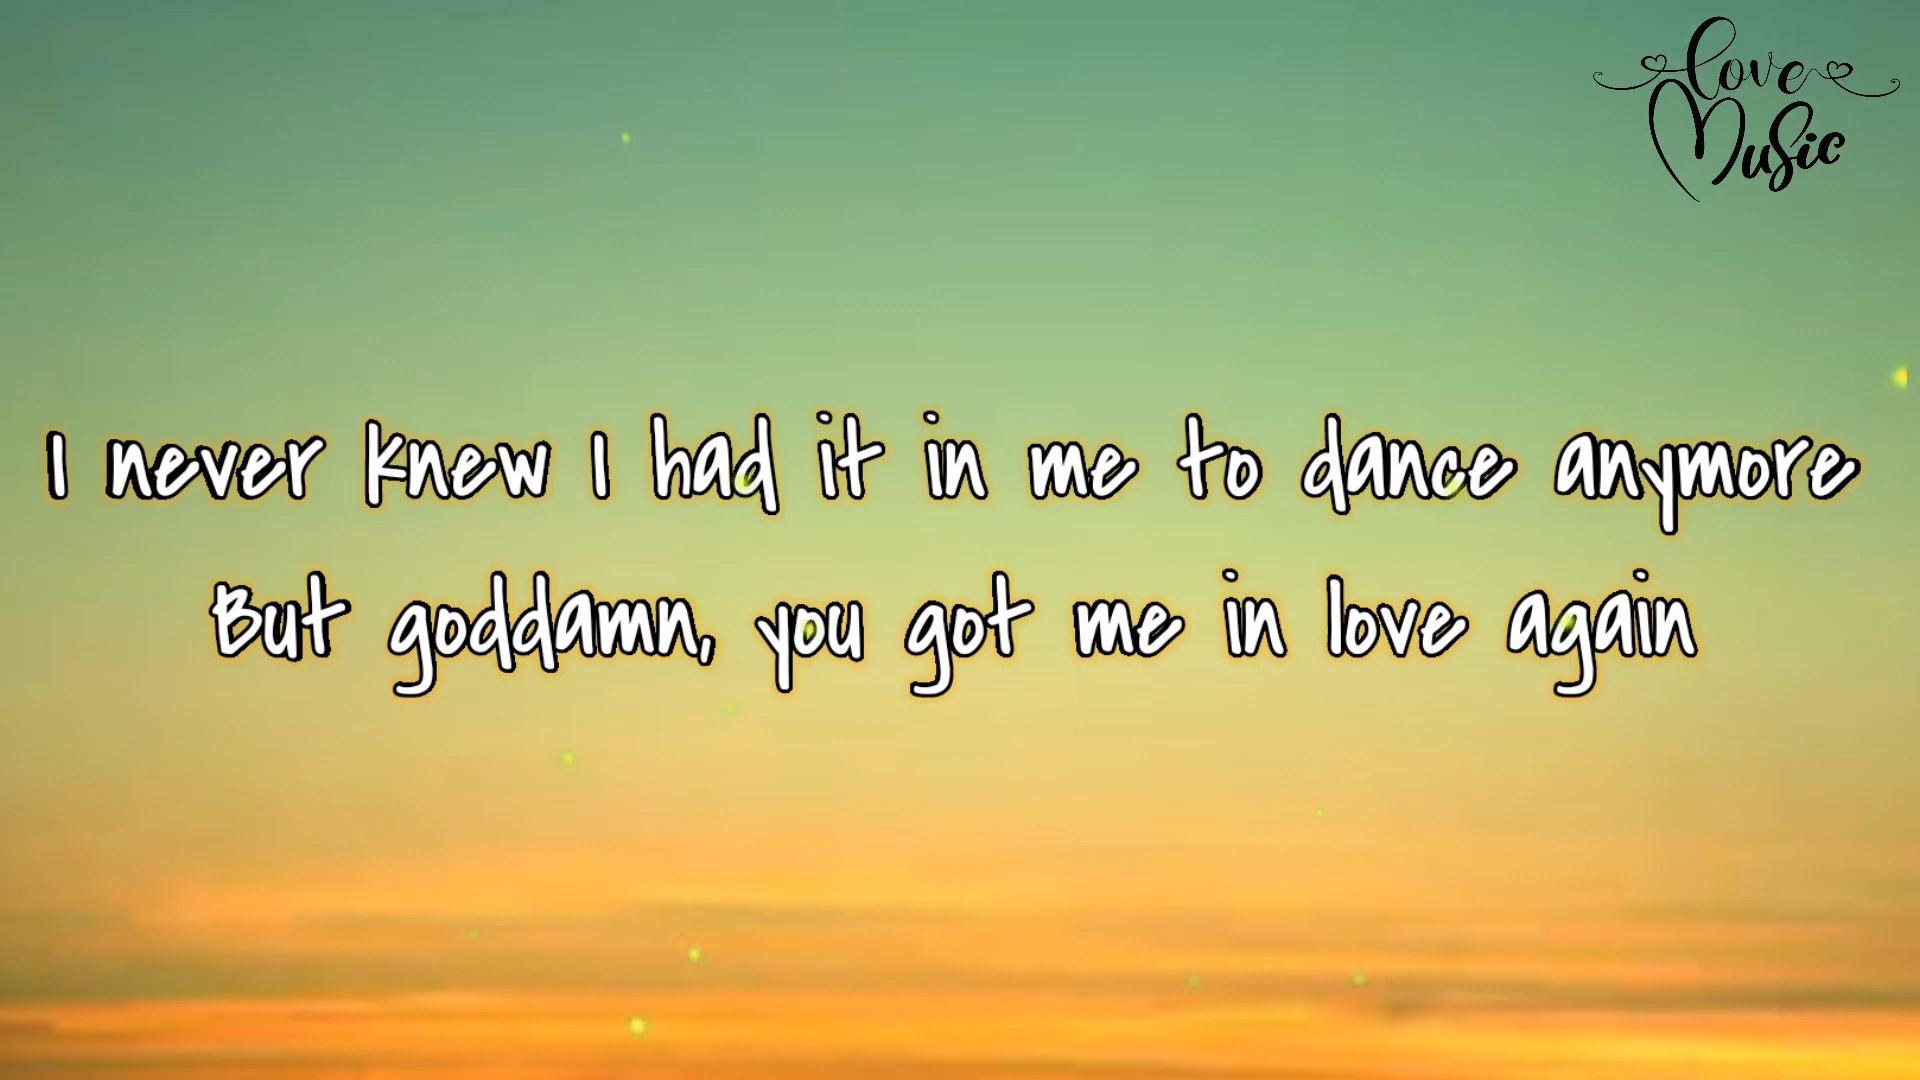 love
Music
I never knew I had it in me to dance anymore
But goddamn, you got me in love again